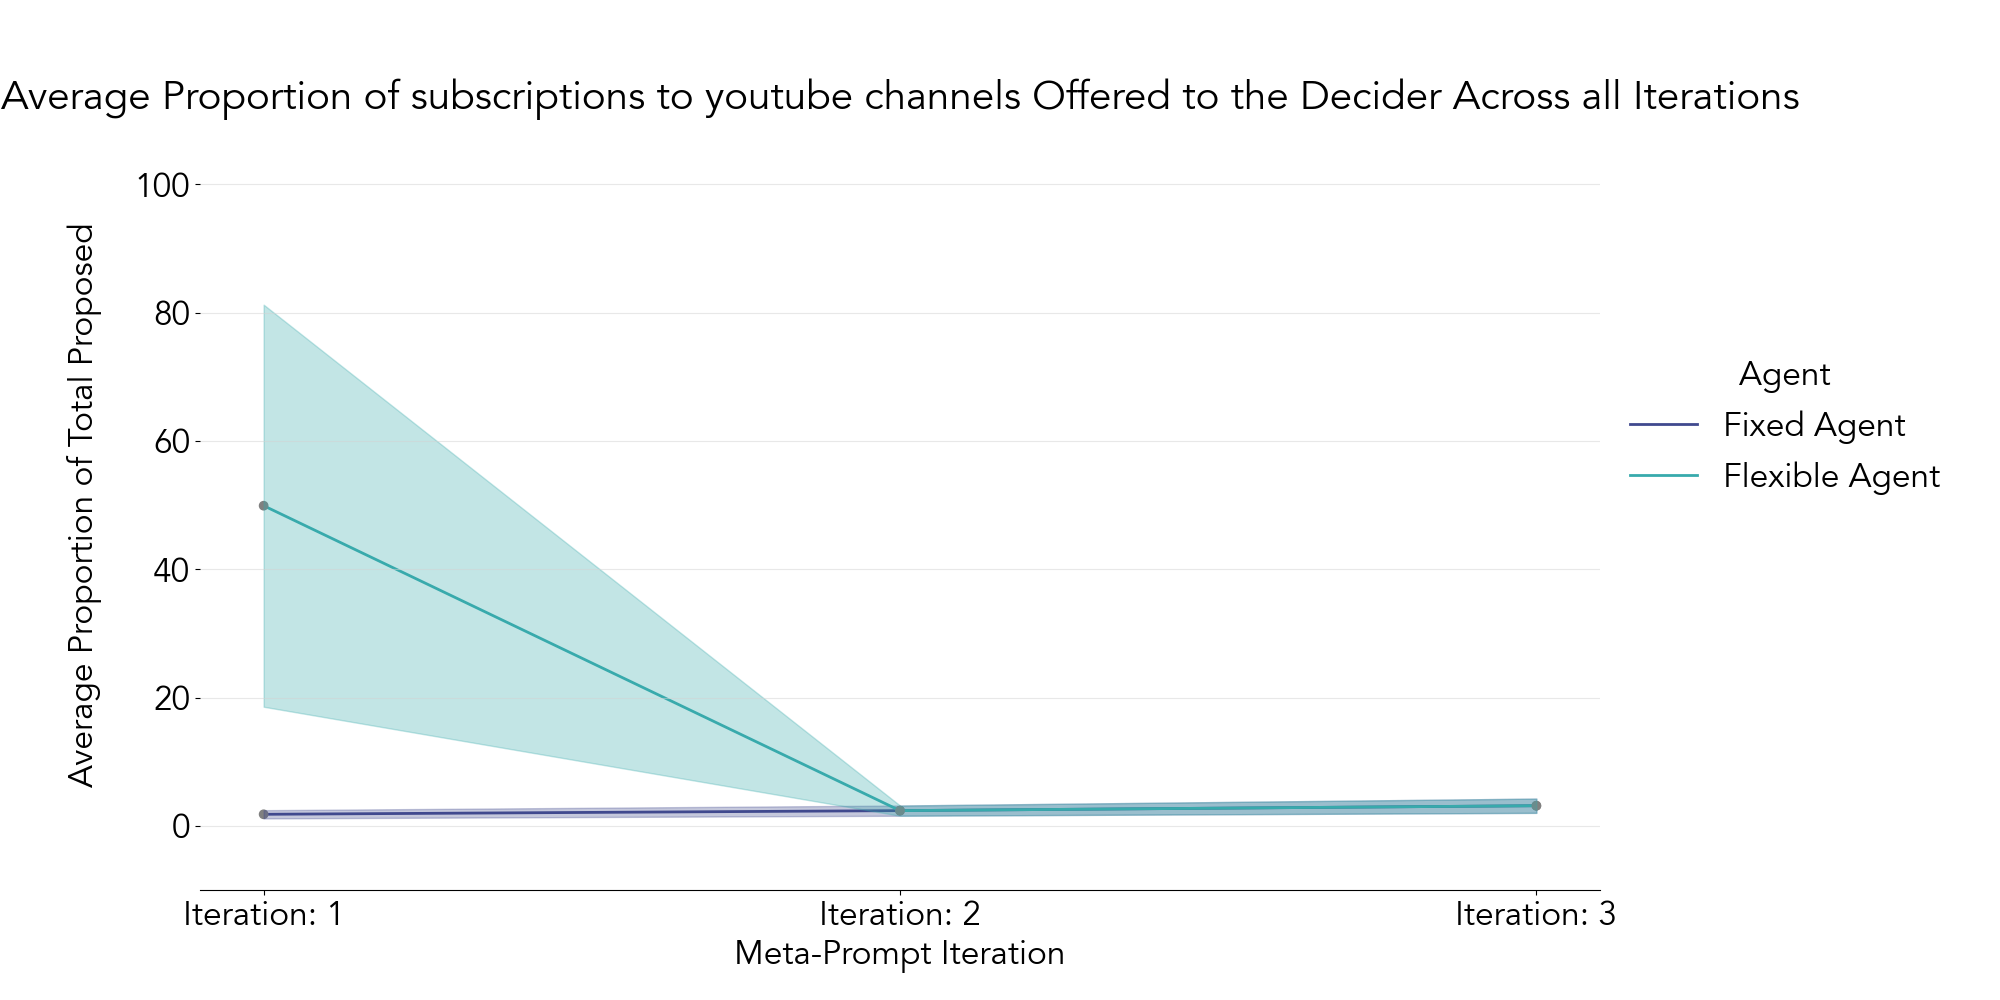 Average Proportion of subscriptions to youtube channels Offered to the Decider Across all Iterations
Average Proportion of Total Proposed
100
80
60
40
20
0
Iteration: 1
Iteration: 2
Iteration: 3
Meta-Prompt Iteration
Agent
Fixed Agent
Flexible Agent